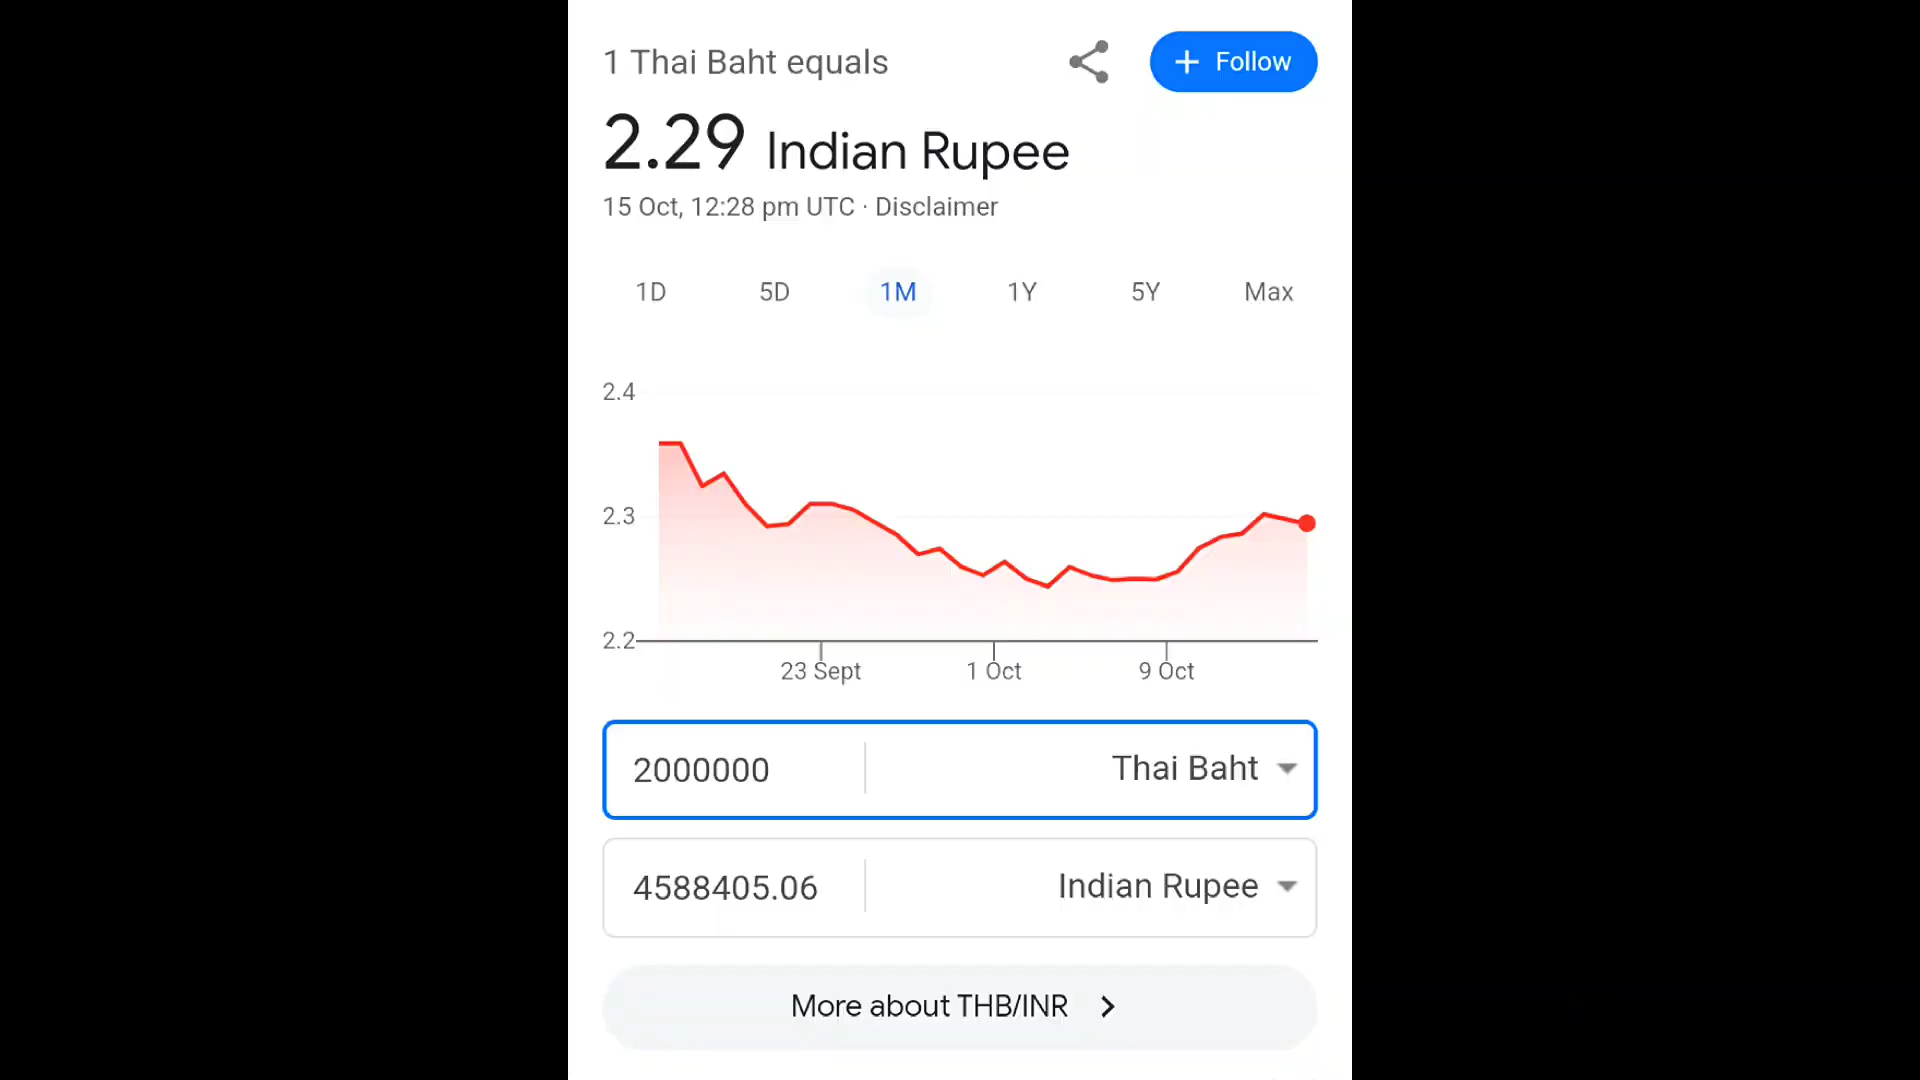 1 Thai Baht equals
Follow
2.29 Indian Rupee
15 Oct, 12:28 pm UTC · Disclaimer
1D 5D 1M 1Y 5Y Max
2.4
2.3
2.2
23 Sept 1 Oct 9 Oct
2000000 Thai Baht
4588405.06 Indian Rupee
More about THB/INR